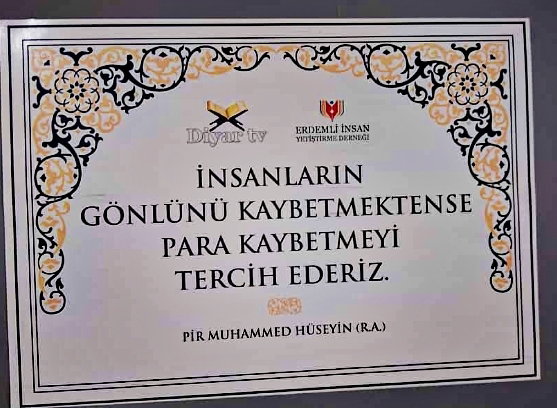 Diyar tv
ERDEMLİ İNSAN
YETİŞTİRME DERNEĞİ
İNSANLARIN
GÖNLÜNÜ KAYBETMEKTENSE
PARA KAYBETMEYİ
TERCİH EDERİZ.
PİR MUHAMMED HÜSEYİN (R.A.)